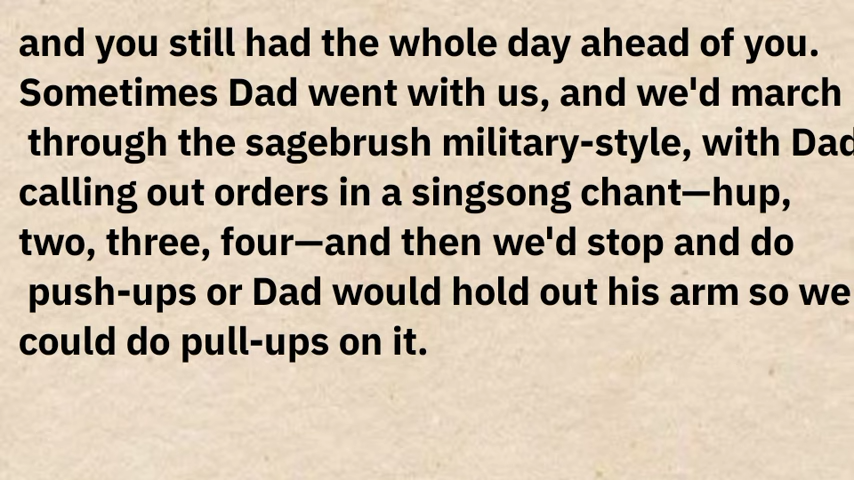 and you still had the whole day ahead of you.
Sometimes Dad went with us, and we'd march
through the sagebrush military-style, with Dad
calling out orders in a singsong chant—hup,
two, three, four—and then we'd stop and do
push-ups or Dad would hold out his arm so we
could do pull-ups on it.